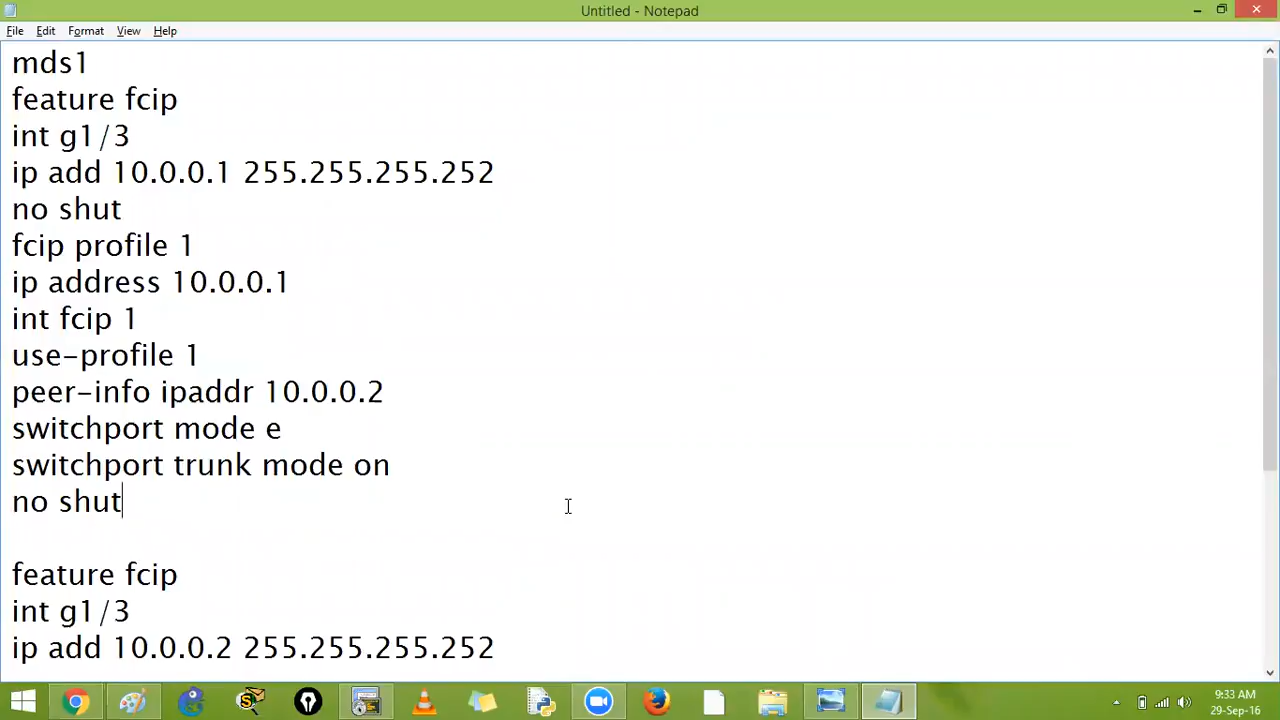 Untitled - Notepad
File Edit Format View Help
mds1
feature fcip
int g1/3
ip add 10.0.0.1 255.255.255.252
no shut
fcip profile 1
ip address 10.0.0.1
int fcip 1
use-profile 1
peer-info ipaddr 10.0.0.2
switchport mode e
switchport trunk mode on
no shut
feature fcip
int g1/3
ip add 10.0.0.2 255.255.255.252
9:33 AM
29-Sep-16